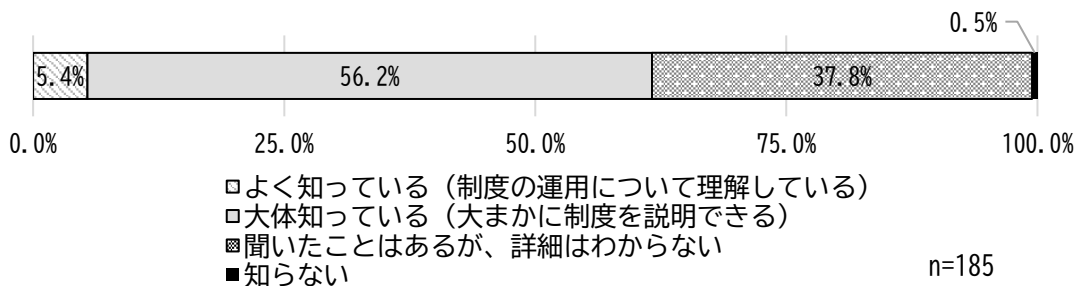 0.5%
5.4% 56.2% 37.8%
0.0% 25.0% 50.0% 75.0% 100.0%
よく知っている（制度の運用について理解している）
大体知っている（大まかに制度を説明できる）
聞いたことはあるが、詳細はわからない
知らない
n=185